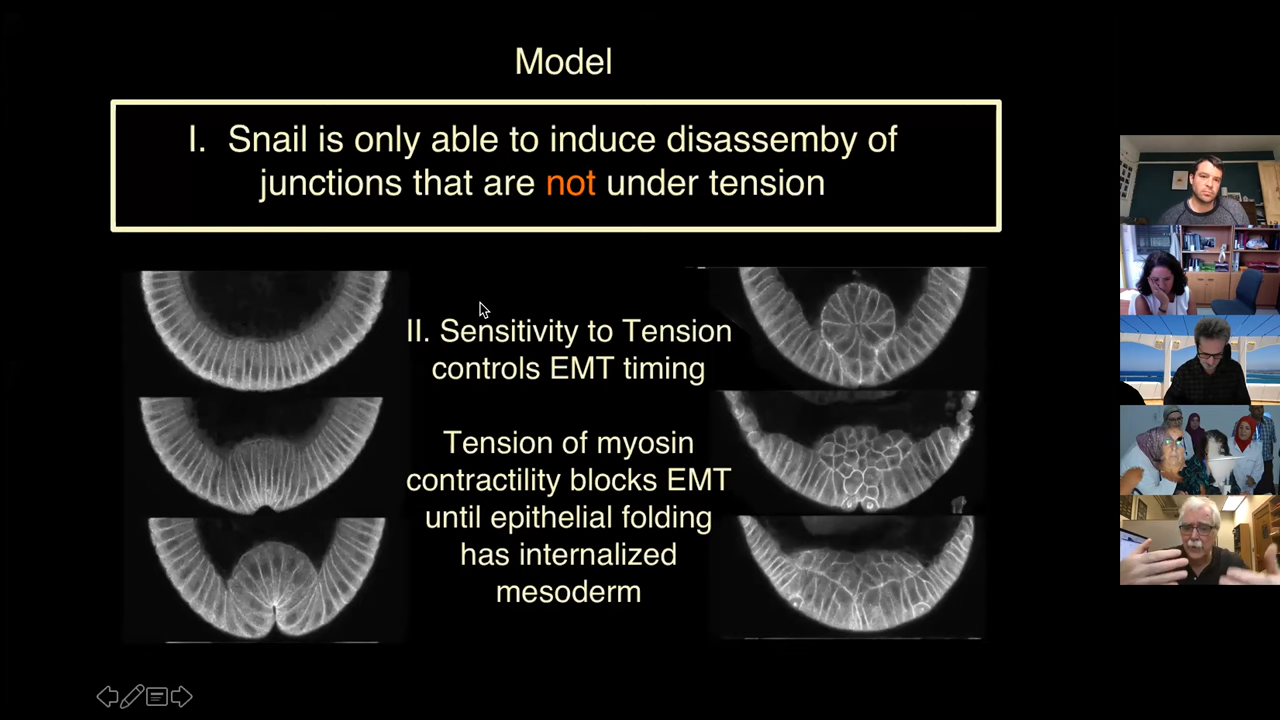 Model
I. Snail is only able to induce disassemby of
junctions that are not under tension
II. Sensitivity to Tension
controls EMT timing
Tension of myosin
contractility blocks EMT
until epithelial folding
has internalized
mesoderm